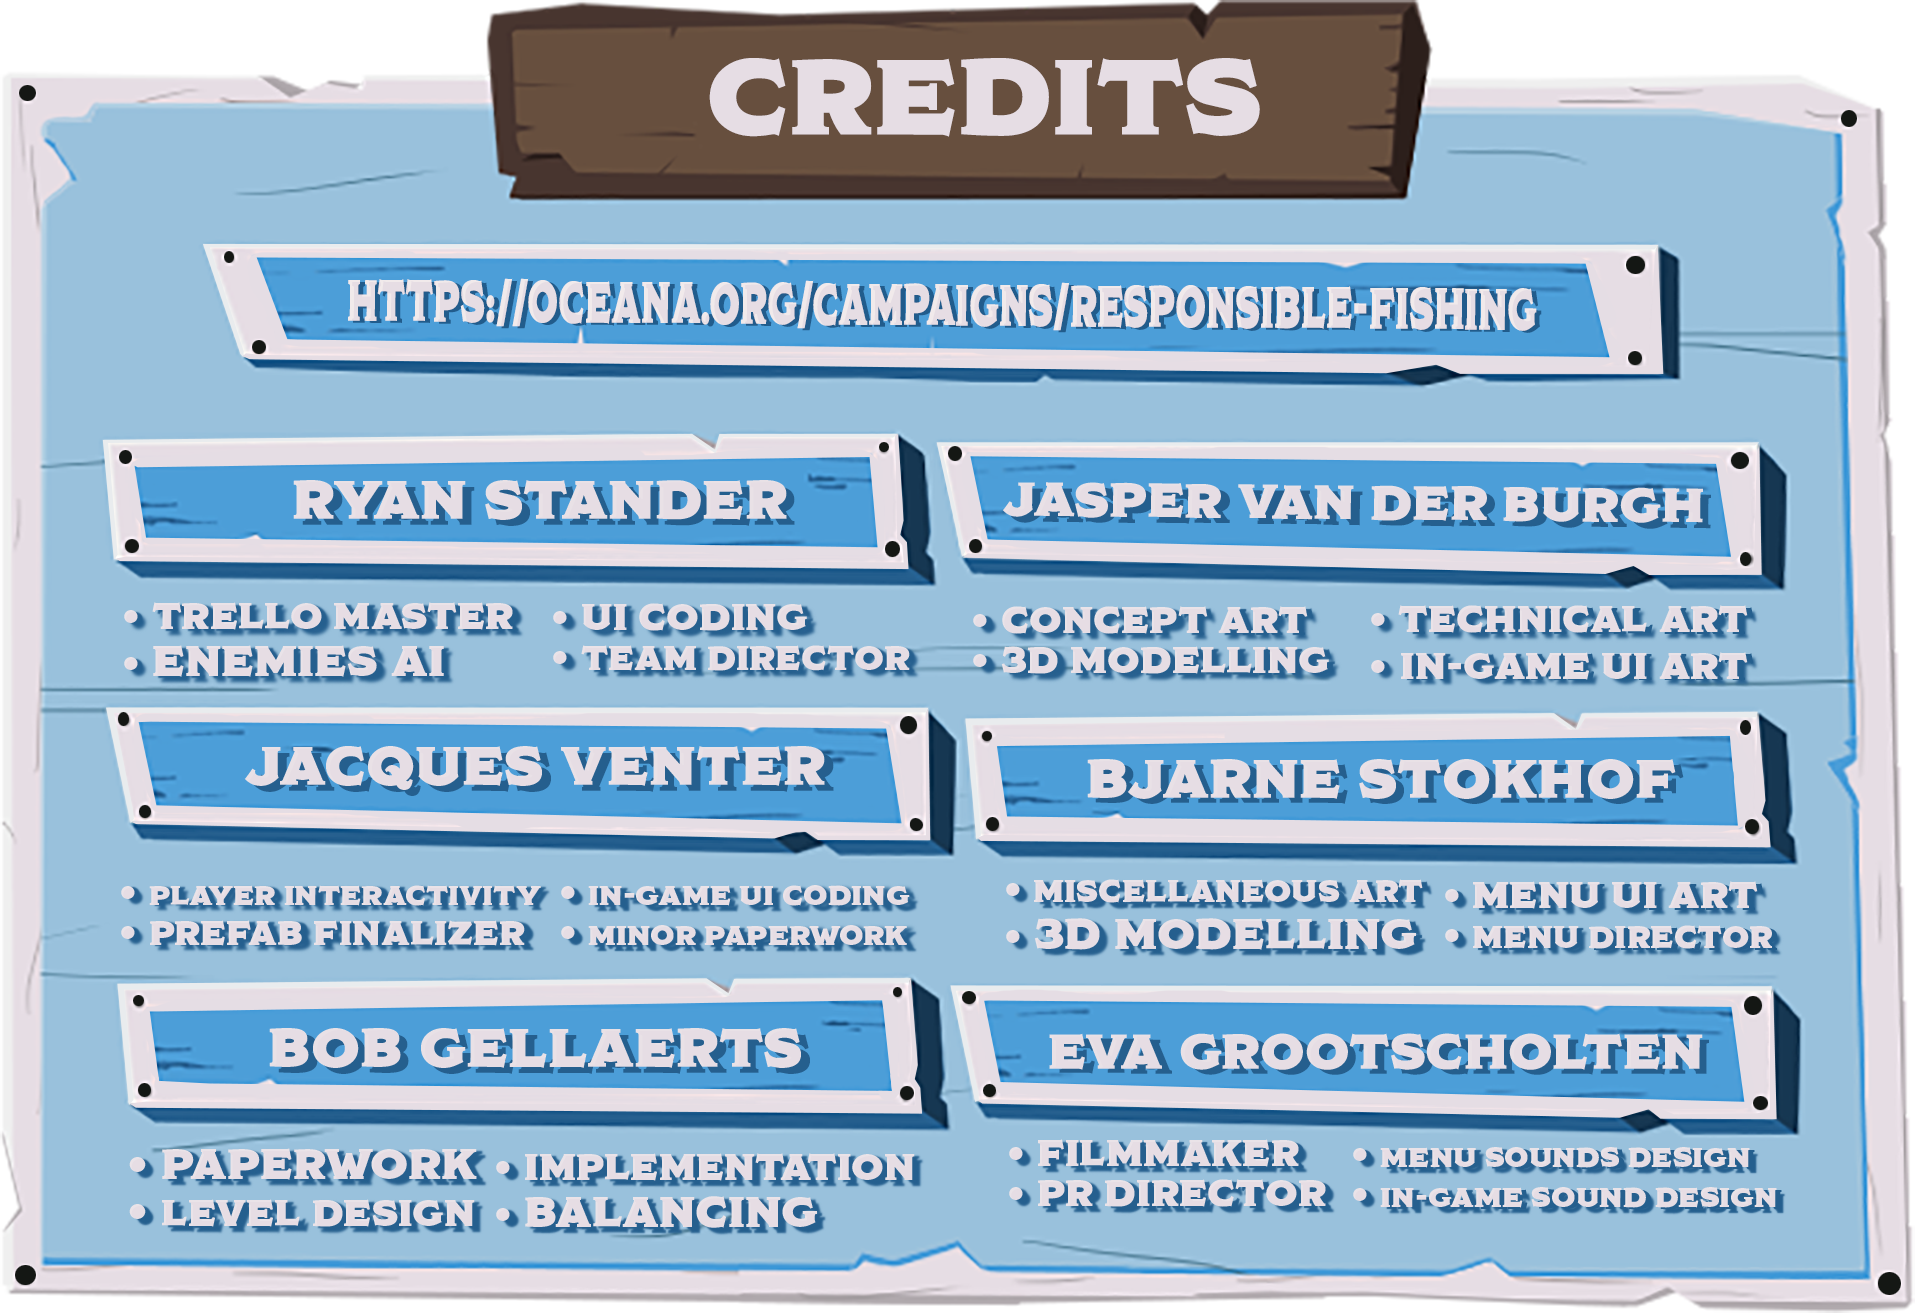 CREDITS
HTTPS://OCEANA.ORG/CAMPAIGNS/RESPONSIBLE-FISHING
RYAN STANDER
• TRELLO MASTER
• ENEMIES AI
• UI CODING
• TEAM DIRECTOR
JASPER VAN DER BURGH
• CONCEPT ART
• 3D MODELLING
• TECHNICAL ART
• IN-GAME UI ART
JACQUES VENTER
• PLAYER INTERACTIVITY
• PREFAB FINALIZER
• IN-GAME UI CODING
• MINOR PAPERWORK
BJARNE STOKHOF
• MISCELLANEOUS ART
• 3D MODELLING
• MENU UI ART
• MENU DIRECTOR
BOB GELLAERTS
• PAPERWORK
• LEVEL DESIGN
• IMPLEMENTATION
• BALANCING
EVA GROOTSCHOLTEN
• FILMMAKER
• PR DIRECTOR
• MENU SOUNDS DESIGN
• IN-GAME SOUND DESIGN